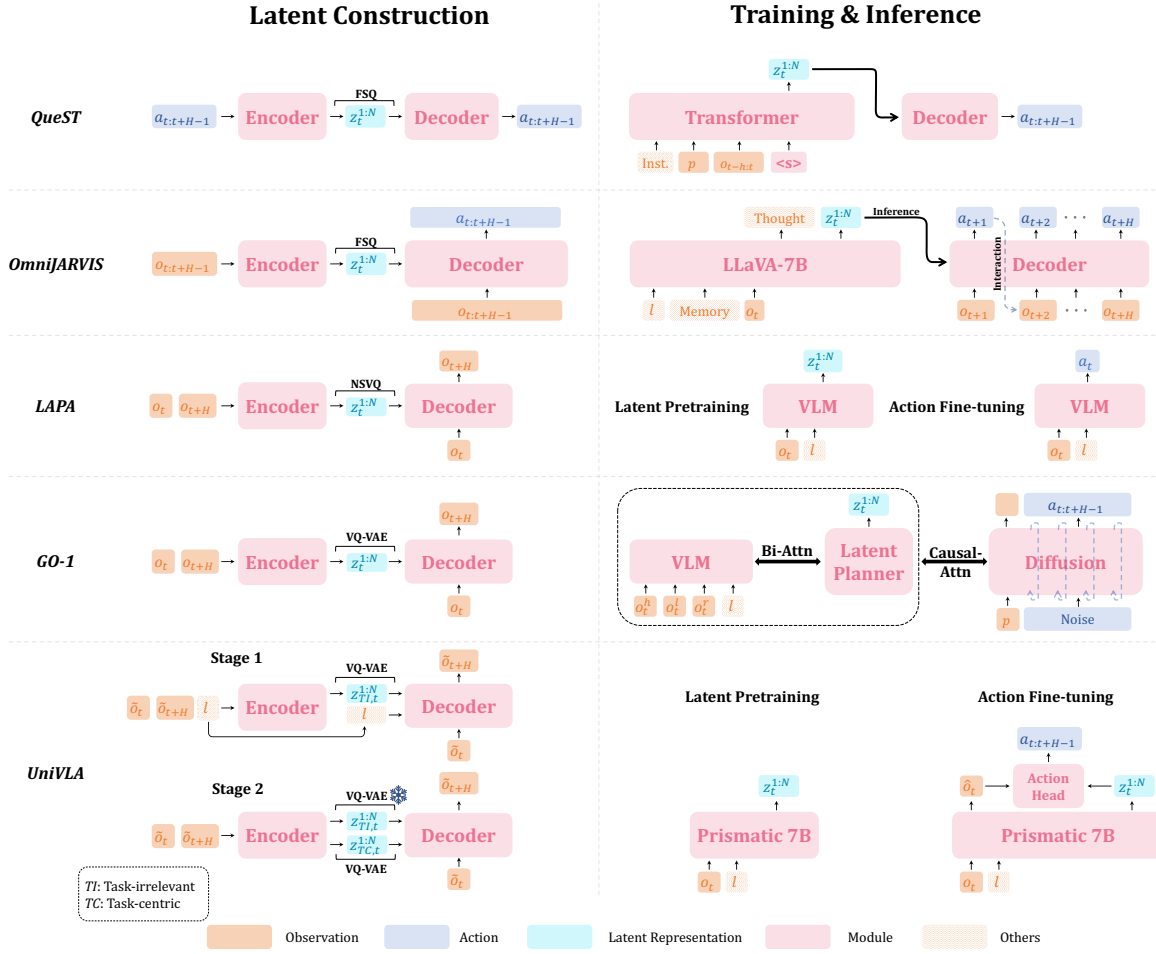 Latent Construction
Training & Inference
QueST
a_{t:t+H−1}
Encoder
FSQ
z_t^{1:N}
Decoder
a_{t:t+H−1}
z_t^{1:N}
Transformer
Inst.
p
o_{t−h:t}
<s>
Decoder
a_{t:t+H−1}
OmniJARVIS
o_{t:t+H−1}
Encoder
FSQ
z_t^{1:N}
a_{t:t+H−1}
Decoder
o_{t:t+H−1}
Thought
z_t^{1:N}
Inference
LLaVA-7B
l
Memory
o_t
a_{t+1}
a_{t+2}
· · ·
a_{t+H}
Interaction
Decoder
o_{t+1}
o_{t+2}
· · ·
o_{t+H}
LAPA
o_t
o_{t+H}
Encoder
NSVQ
z_t^{1:N}
o_{t+H}
Decoder
o_t
Latent Pretraining
z_t^{1:N}
VLM
o_t
l
Action Fine-tuning
a_t
VLM
o_t
l
GO-1
o_t
o_{t+H}
Encoder
VQ-VAE
z_t^{1:N}
o_{t+H}
Decoder
o_t
VLM
o_t^h
o_t^l
o_t^r
l
Bi-Attn
z_t^{1:N}
Latent
Planner
Causal-
Attn
a_{t:t+H−1}
Diffusion
p
Noise
UniVLA
Stage 1
õ_t
õ_{t+H}
l
Encoder
VQ-VAE
z_{TI,t}^{1:N}
l
õ_{t+H}
Decoder
õ_t
Stage 2
õ_t
õ_{t+H}
Encoder
VQ-VAE
z_{TI,t}^{1:N}
z_{TC,t}^{1:N}
VQ-VAE
õ_{t+H}
Decoder
õ_t
Latent Pretraining
z_t^{1:N}
Prismatic 7B
o_t
l
Action Fine-tuning
a_{t:t+H−1}
ô_t
Action
Head
z_t^{1:N}
Prismatic 7B
o_t
l
TI: Task-irrelevant
TC: Task-centric
Observation
Action
Latent Representation
Module
Others